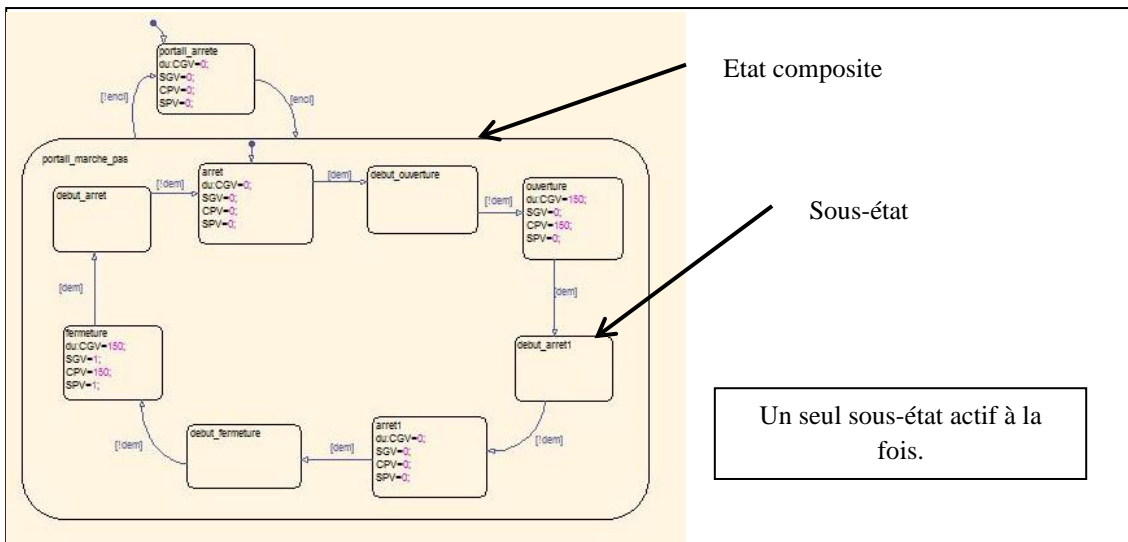 portail_arrete
du:CGV=0;
SGV=0;
CPV=0;
SPV=0;
[!encl]
[encl]
Etat composite
portail_marche_pas
debut_arret
[!dem]
arret
du:CGV=0;
SGV=0;
CPV=0;
SPV=0;
[dem]
debut_ouverture
[!dem]
ouverture
du:CGV=150;
SGV=0;
CPV=150;
SPV=0;
Sous-état
[dem]
[dem]
fermeture
du:CGV=150;
SGV=1;
CPV=150;
SPV=1;
debut_arret1
[!dem]
debut_fermeture
[dem]
arret1
du:CGV=0;
SGV=0;
CPV=0;
SPV=0;
[!dem]
Un seul sous-état actif à la
fois.